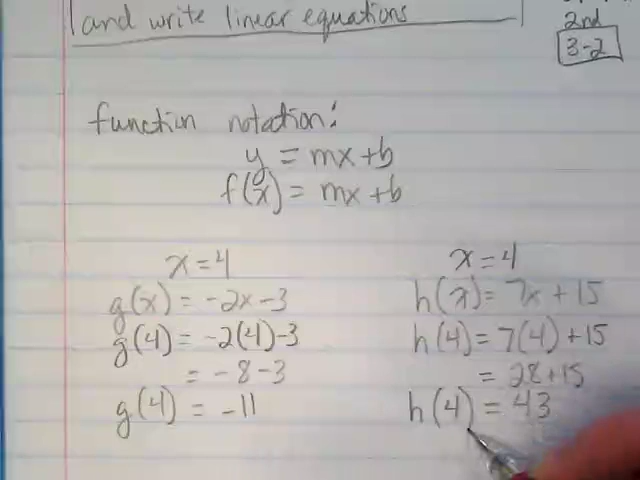 and write linear equations
2nd
3-2
function notation:
y = mx+b
f(x) = mx+b
x=4
g(x) = -2x-3
g(4) = -2(4)-3
= -8-3
g(4) = -11
x=4
h(x) = 7x+15
h(4) = 7(4)+15
= 28+15
h(4) = 43